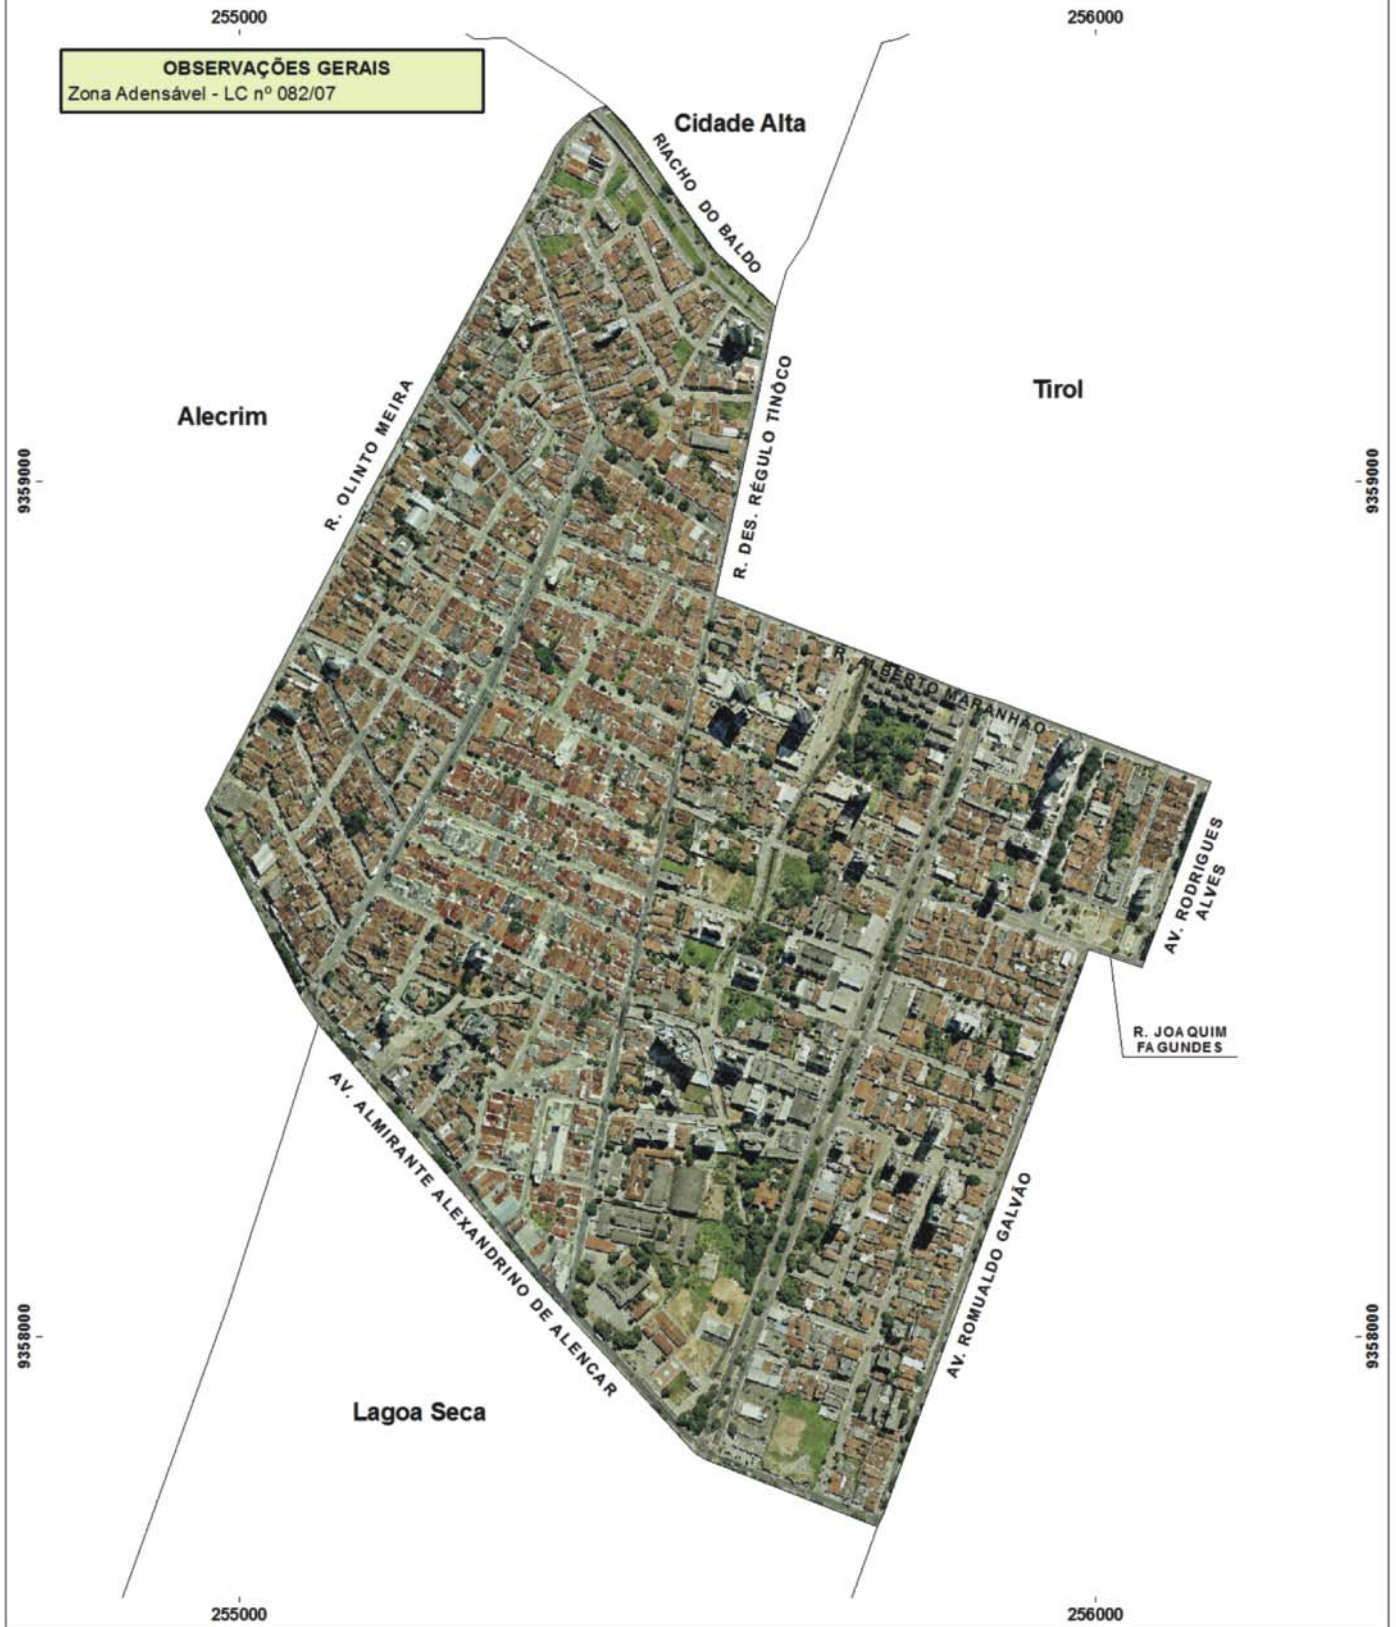 255000
256000
OBSERVAÇÕES GERAIS
Zona Adensável - LC nº 082/07
Cidade Alta
RIACHO DO BALDO
Alecrim
Tirol
R. OLINTO MEIRA
R. DES. RÉGULO TINÔCO
9359000
9359000
R. ALBERTO MARANHÃO
AV. RODRIGUES
ALVES
R. JOAQUIM
FAGUNDES
AV. ALMIRANTE ALEXANDRINO DE ALENCAR
AV. ROMUALDO GALVÃO
9358000
9358000
Lagoa Seca
255000
256000